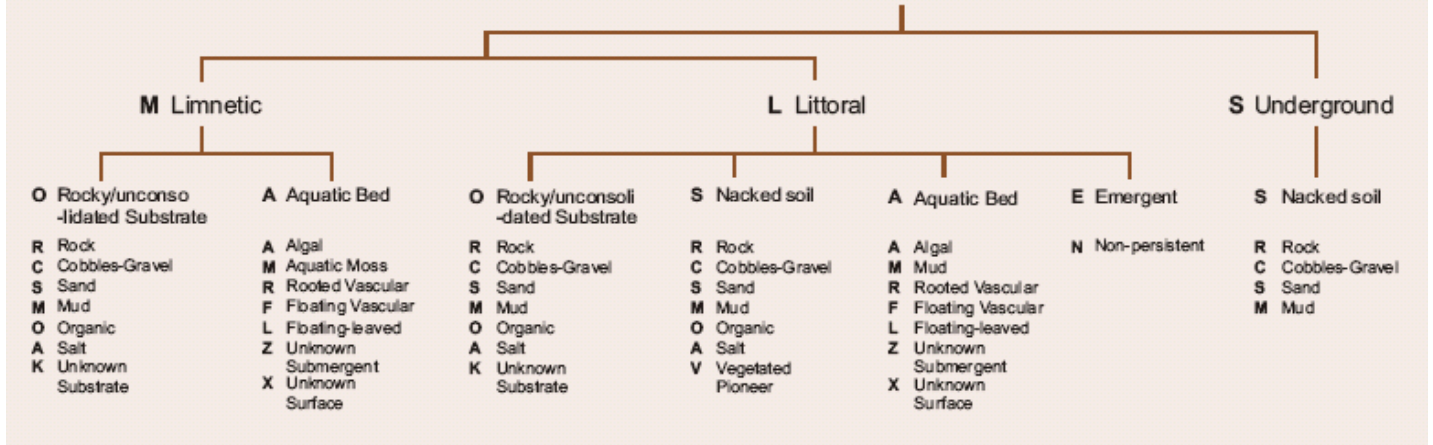 M Limnetic
L Littoral
S Underground
O Rocky/unconso
-lidated Substrate
R Rock
C Cobbles-Gravel
S Sand
M Mud
O Organic
A Salt
K Unknown
Substrate
A Aquatic Bed
A Algal
M Aquatic Moss
R Rooted Vascular
F Floating Vascular
L Floating-leaved
Z Unknown
Submergent
X Unknown
Surface
O Rocky/unconsoli
-dated Substrate
R Rock
C Cobbles-Gravel
S Sand
M Mud
O Organic
A Salt
K Unknown
Substrate
S Nacked soil
R Rock
C Cobbles-Gravel
S Sand
M Mud
O Organic
A Salt
V Vegetated
Pioneer
A Aquatic Bed
A Algal
M Mud
R Rooted Vascular
F Floating Vascular
L Floating-leaved
Z Unknown
Submergent
X Unknown
Surface
E Emergent
N Non-persistent
S Nacked soil
R Rock
C Cobbles-Gravel
S Sand
M Mud